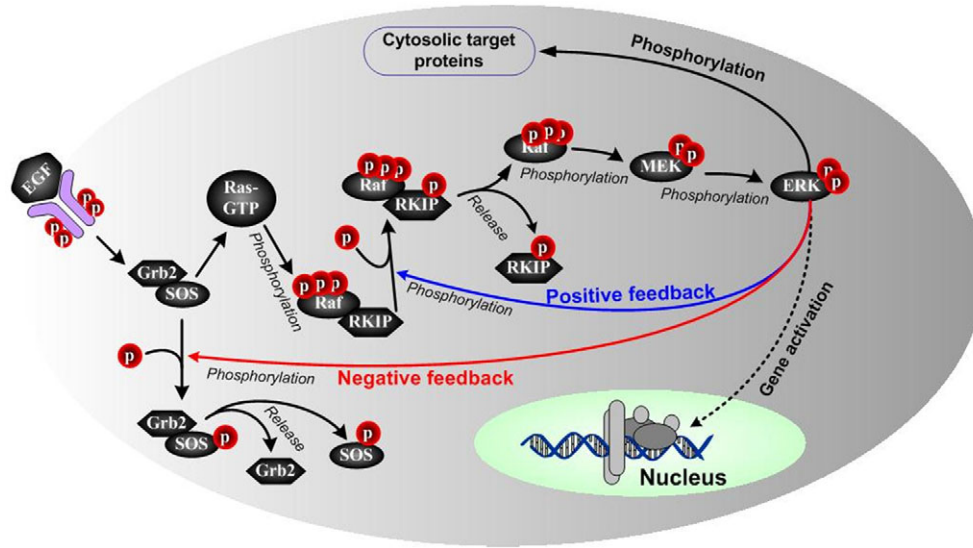 Cytosolic target
proteins
Phosphorylation
P P P
Raf
P P
MEK
Phosphorylation
Phosphorylation
P P
ERK
EGF
P P
P P
Ras-
GTP
P P P
Raf
P
RKIP
Release
P
RKIP
P
Grb2
SOS
Phosphorylation
P P P
Raf
RKIP
Phosphorylation
Positive feedback
P
Phosphorylation
Negative feedback
Gene activation
Grb2
SOS
P
Release
Grb2
P
SOS
Nucleus